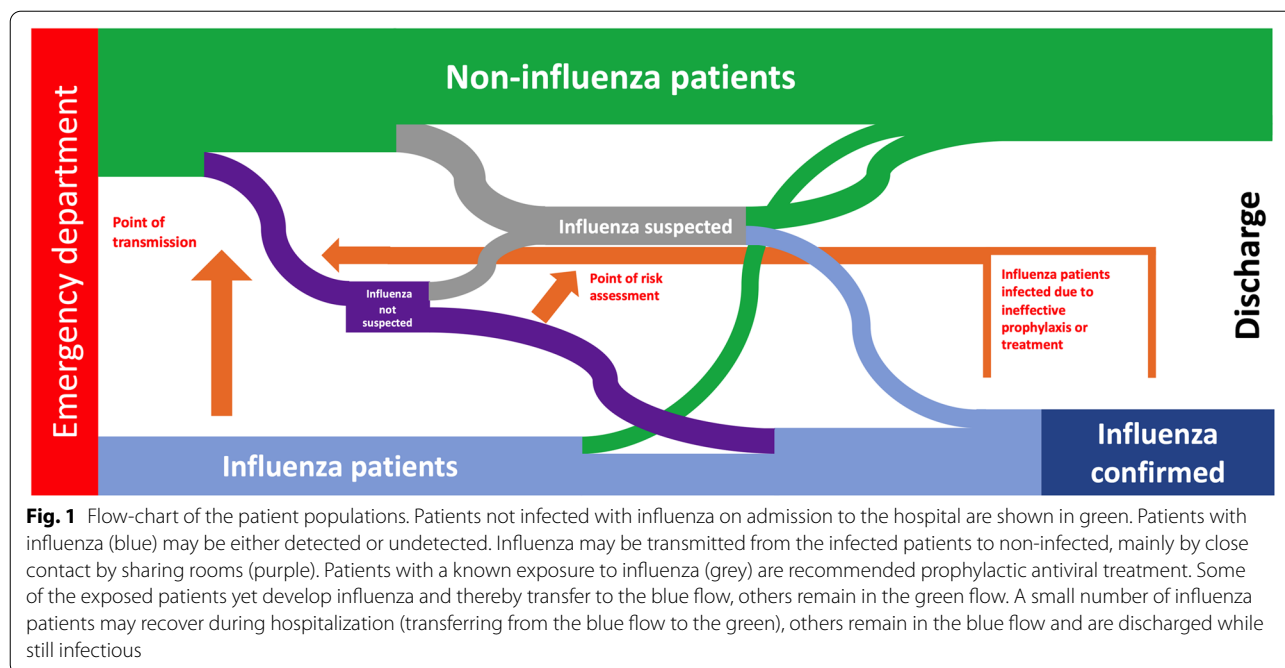 Emergency department
Non-influenza patients
Point of
transmission
Influenza suspected
Influenza
not
suspected
Point of risk
assessment
Influenza patients
infected due to
ineffective
prophylaxis or
treatment
Discharge
Influenza patients
Influenza
confirmed
Fig. 1 Flow-chart of the patient populations. Patients not infected with influenza on admission to the hospital are shown in green. Patients with
influenza (blue) may be either detected or undetected. Influenza may be transmitted from the infected patients to non-infected, mainly by close
contact by sharing rooms (purple). Patients with a known exposure to influenza (grey) are recommended prophylactic antiviral treatment. Some
of the exposed patients yet develop influenza and thereby transfer to the blue flow, others remain in the green flow. A small number of influenza
patients may recover during hospitalization (transferring from the blue flow to the green), others remain in the blue flow and are discharged while
still infectious